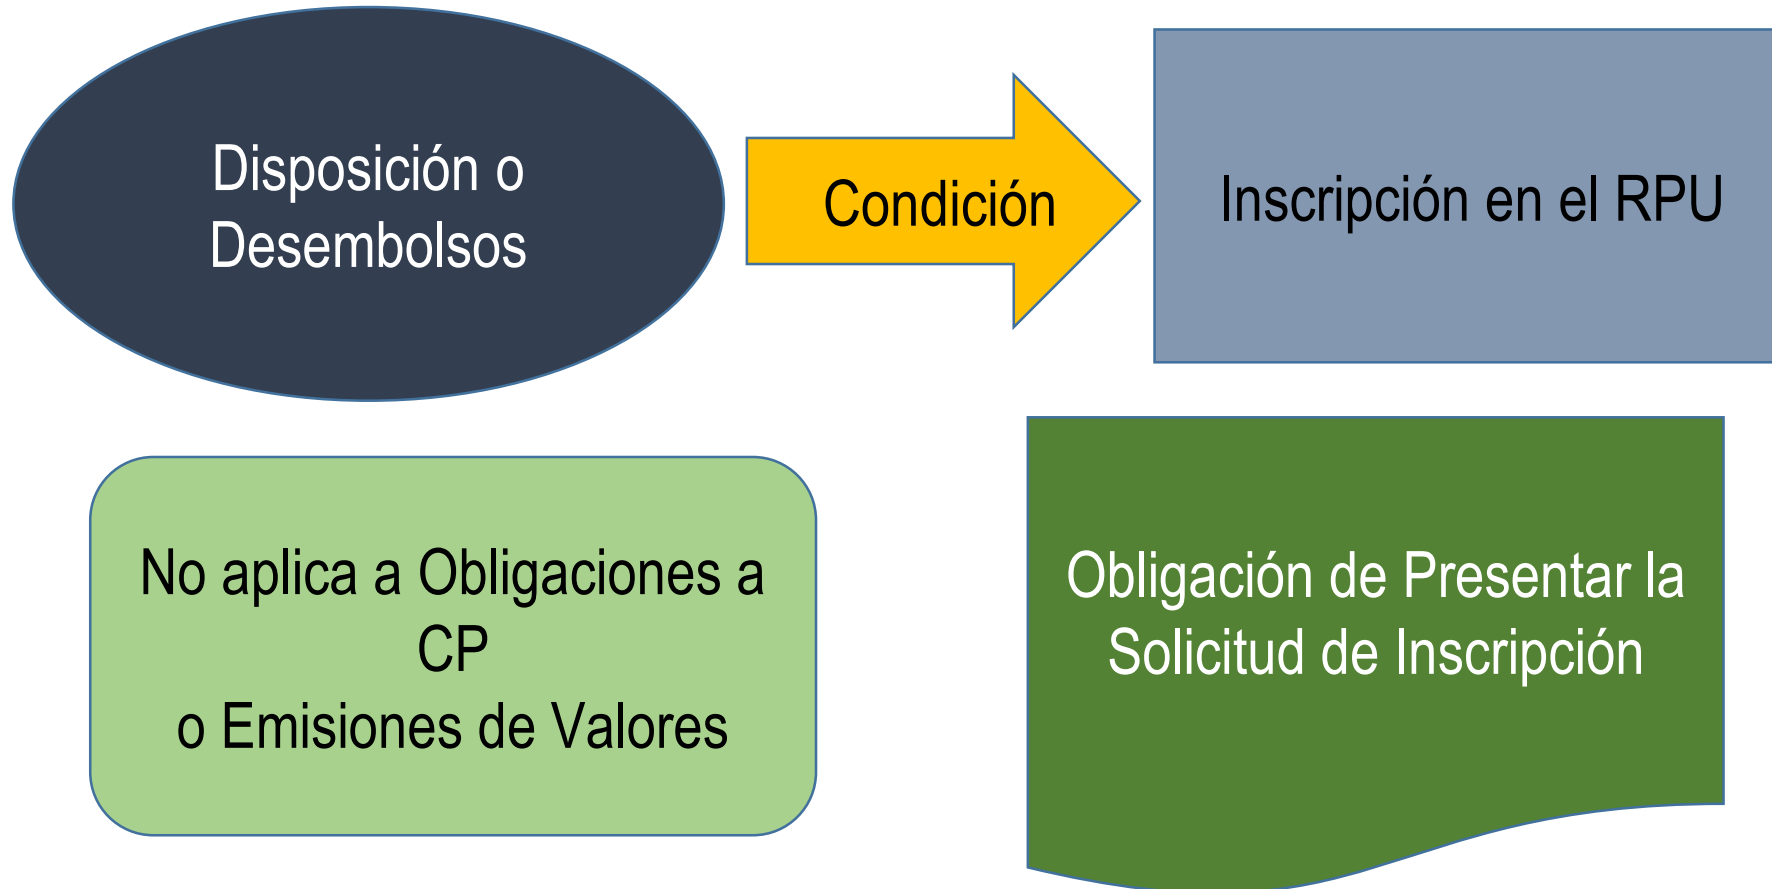 Disposición o
Desembolsos
Condición
Inscripción en el RPU
No aplica a Obligaciones a
CP
o Emisiones de Valores
Obligación de Presentar la
Solicitud de Inscripción